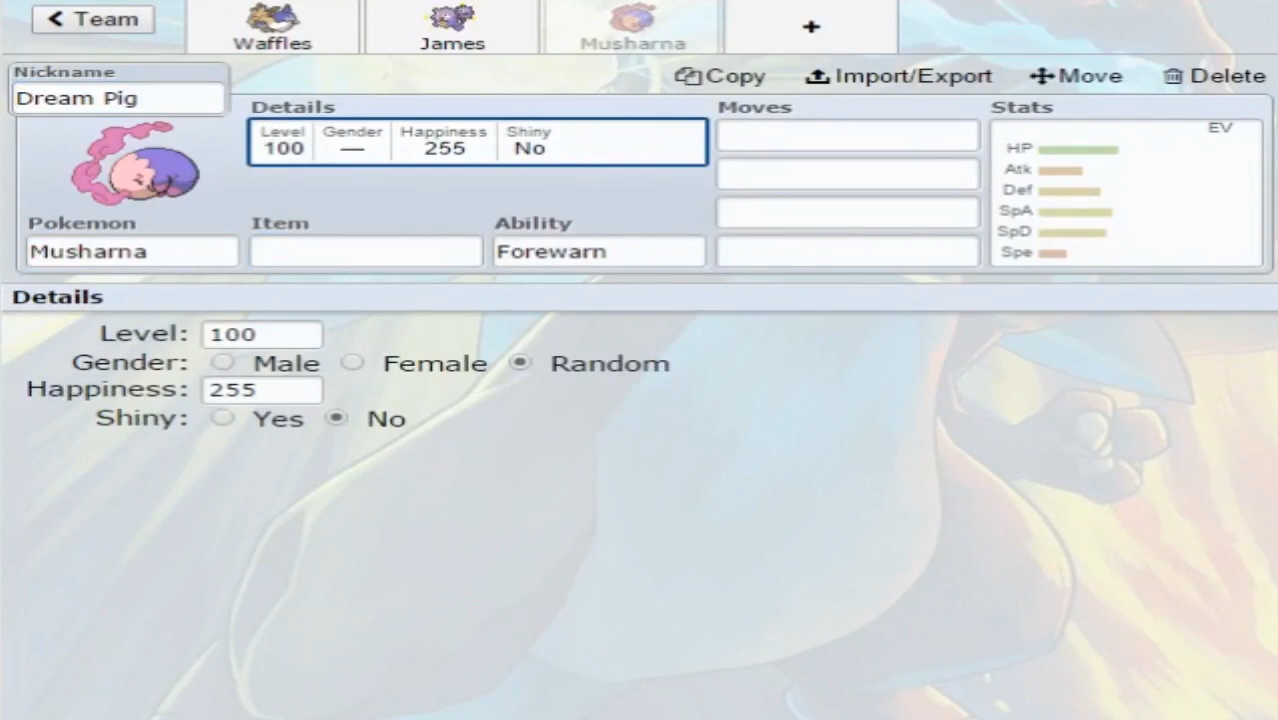 Team
Waffles
James
Musharna
+
Nickname
Dream Pig
Copy
Import/Export
Move
Delete
Details
Level
100
Gender
—
Happiness
255
Shiny
No
Moves
Stats
EV
HP
Atk
Def
SpA
SpD
Spe
Pokemon
Musharna
Item
Ability
Forewarn
Details
Level: 100
Gender: Male Female Random
Happiness: 255
Shiny: Yes No